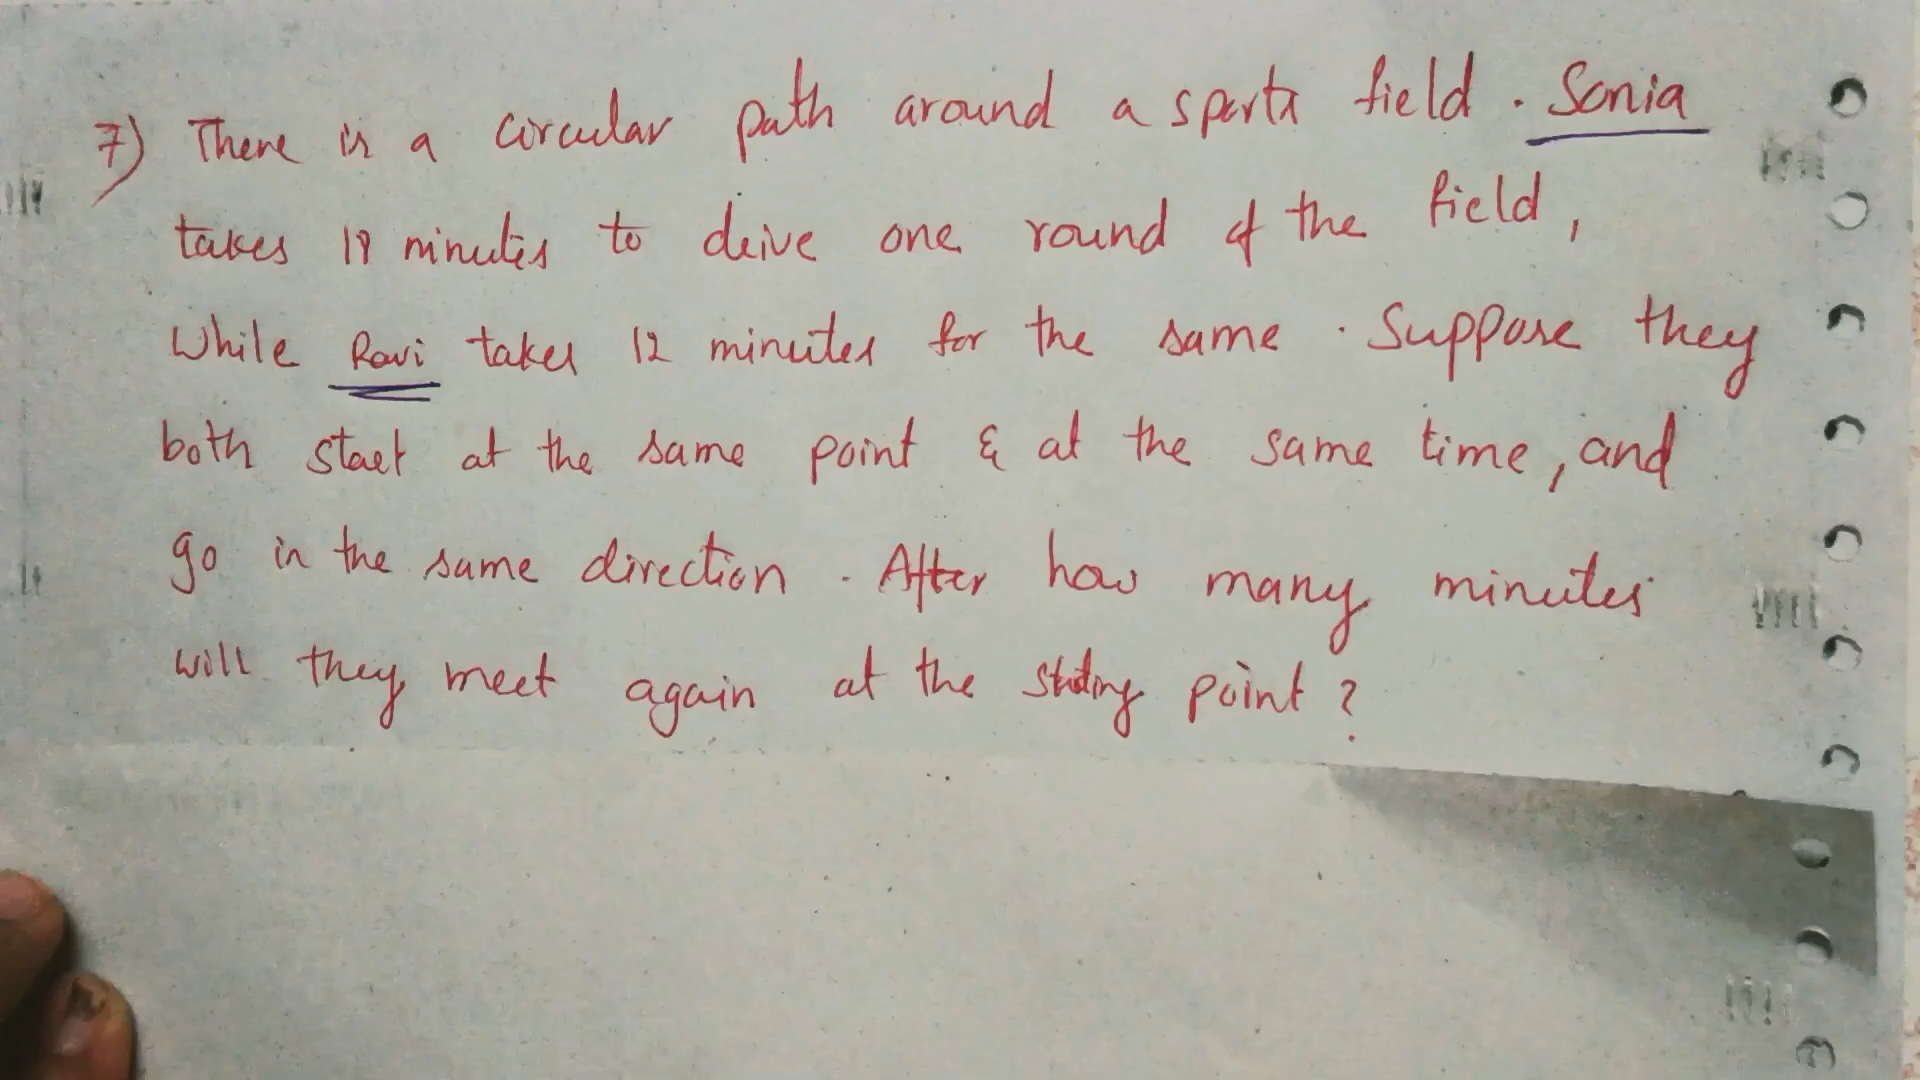 7) There is a circular path around a sports field. Sonia
takes 18 minutes to drive one round of the field,
While Ravi takes 12 minutes for the same. Suppose they
both start at the same point & at the same time, and
go in the same direction. After how many minutes
will they meet again at the starting point?